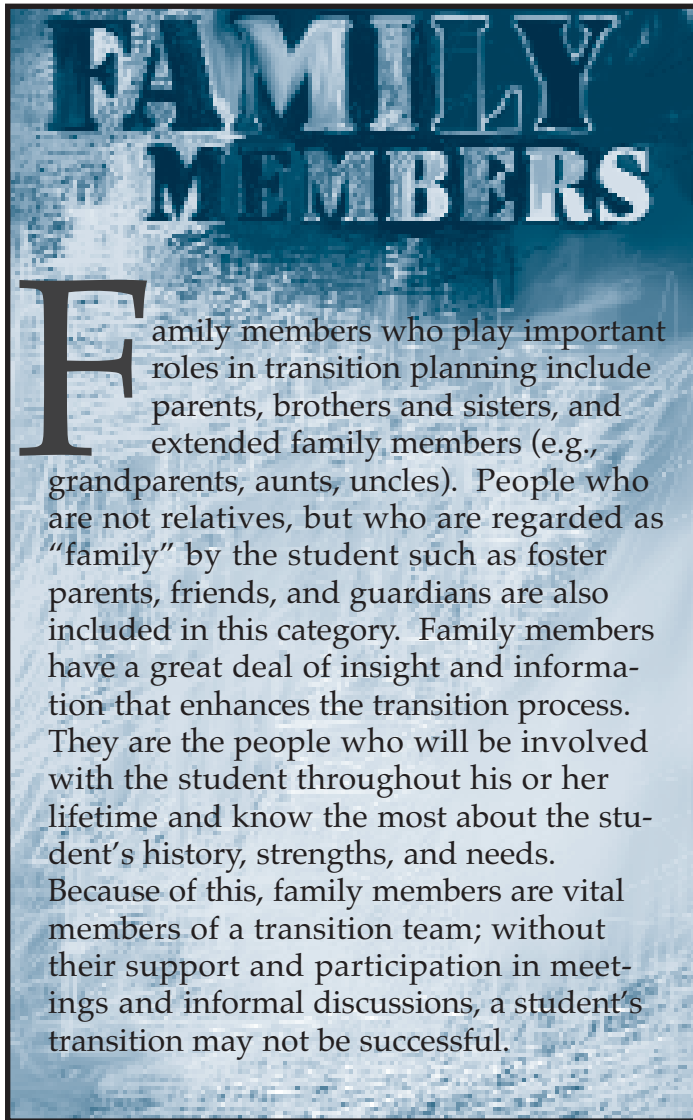 FAMILY
MEMBERS
Family members who play important
roles in transition planning include
parents, brothers and sisters, and
extended family members (e.g.,
grandparents, aunts, uncles).  People who
are not relatives, but who are regarded as
“family” by the student such as foster
parents, friends, and guardians are also
included in this category.  Family members
have a great deal of insight and informa-
tion that enhances the transition process.
They are the people who will be involved
with the student throughout his or her
lifetime and know the most about the stu-
dent’s history, strengths, and needs.
Because of this, family members are vital
members of a transition team; without
their support and participation in meet-
ings and informal discussions, a student’s
transition may not be successful.